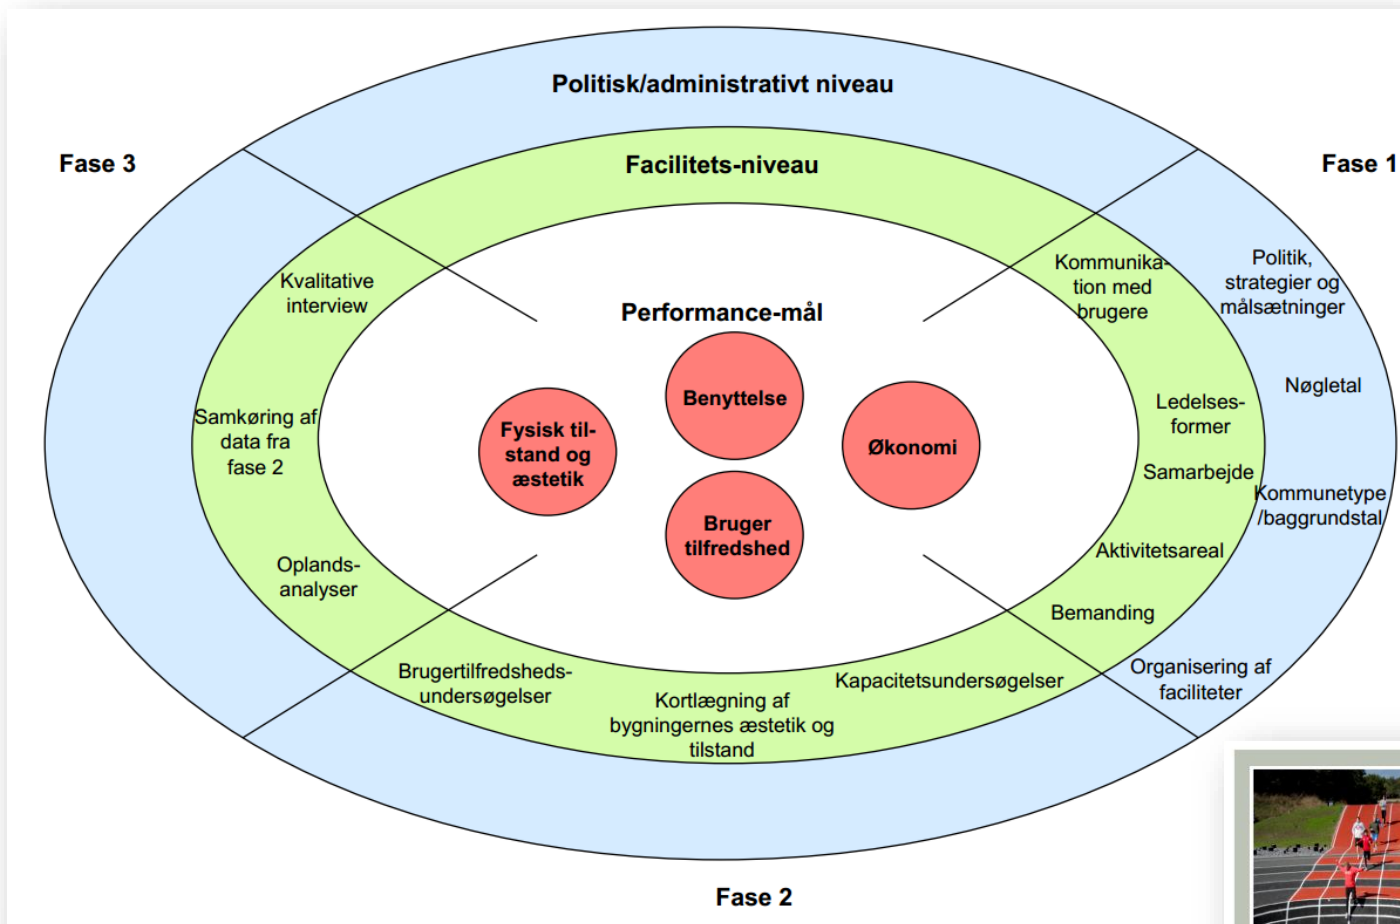 Politisk/administrativt niveau
Facilitets-niveau
Fase 3
Fase 1
Kvalitative
interview
Samkøring af
data fra
fase 2
Oplands-
analyser
Performance-mål
Benyttelse
Fysisk til-
stand og
æstetik
Økonomi
Bruger
tilfredshed
Kommunika-
tion med
brugere
Ledelses-
former
Samarbejde
Aktivitetsareal
Bemanding
Politik,
strategier og
målsætninger
Nøgletal
Kommunetype
/baggrundstal
Organisering af
faciliteter
Brugertilfredsheds-
undersøgelser
Kortlægning af
bygningernes æstetik og
tilstand
Kapacitetsundersøgelser
Fase 2